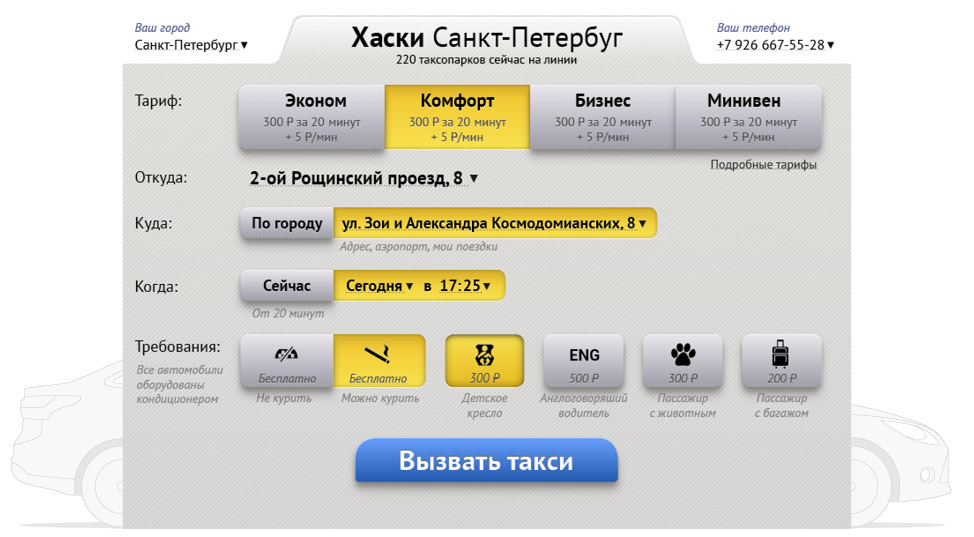 Ваш город
Санкт-Петербург
Хаски Санкт-Петебуг
220 таксопарков сейчас на линии
Ваш телефон
+7 926 667-55-28
Тариф:
Эконом
300 ₽ за 20 минут
+ 5 ₽/мин
Комфорт
300 ₽ за 20 минут
+ 5 ₽/мин
Бизнес
300 ₽ за 20 минут
+ 5 ₽/мин
Минивен
300 ₽ за 20 минут
+ 5 ₽/мин
Подробные тарифы
Откуда:
2-ой Рощинский проезд, 8
Куда:
По городу
ул. Зои и Александра Космодомианских, 8
Адрес, аэропорт, мои поездки
Когда:
Сейчас
Сегодня в 17:25
От 20 минут
Требования:
Все автомобили
оборудованы
кондиционером
Бесплатно
Не курить
Бесплатно
Можно курить
300 ₽
Детское
кресло
ENG
500 ₽
Англоговоряший
водитель
300 ₽
Пассажир
с животным
200 ₽
Пассажир
с багажом
Вызвать такси